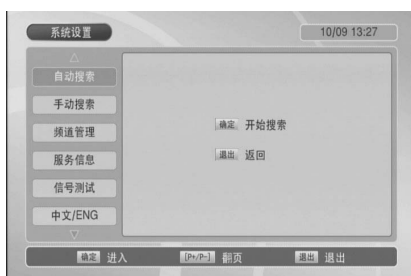 系统设置
10/09 13:27
自动搜索
手动搜索
频道管理
服务信息
信号测试
中文/ENG
确定 开始搜索
退出 返回
确定 进入 [P+/P-] 翻页 退出 退出